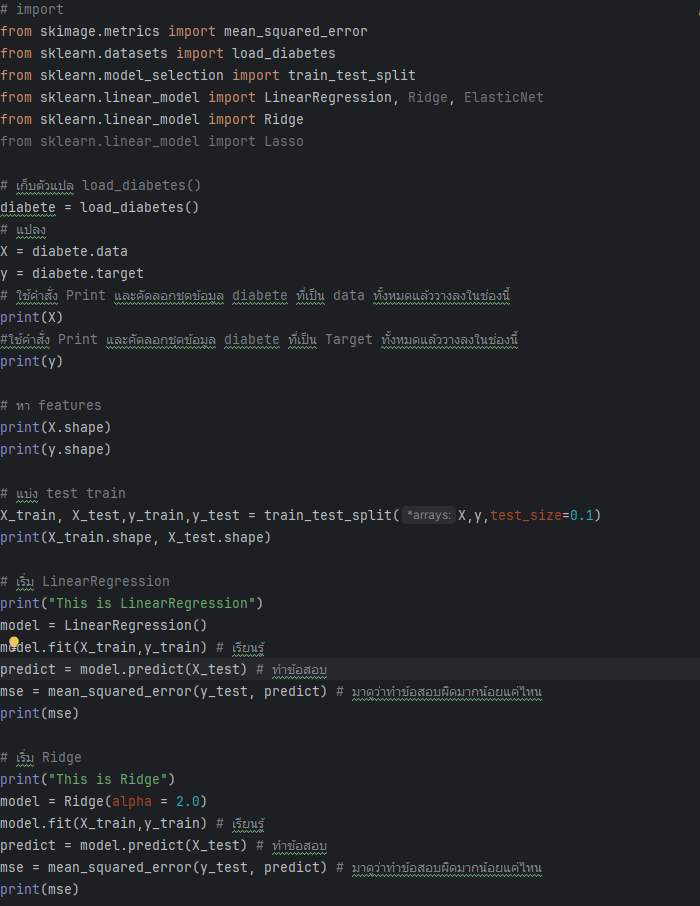 # import
from skimage.metrics import mean_squared_error
from sklearn.datasets import load_diabetes
from sklearn.model_selection import train_test_split
from sklearn.linear_model import LinearRegression, Ridge, ElasticNet
from sklearn.linear_model import Ridge
from sklearn.linear_model import Lasso
# เก็บตัวแปล load_diabetes()
diabete = load_diabetes()
# แปลง
X = diabete.data
y = diabete.target
# ใช้คำสั่ง Print และคัดลอกชุดข้อมูล diabete ที่เป็น data ทั้งหมดแล้ววางลงในช่องนี้
print(X)
#ใช้คำสั่ง Print และคัดลอกชุดข้อมูล diabete ที่เป็น Target ทั้งหมดแล้ววางลงในช่องนี้
print(y)
# หา features
print(X.shape)
print(y.shape)
# แบ่ง test train
X_train, X_test,y_train,y_test = train_test_split( *arrays: X,y,test_size=0.1)
print(X_train.shape, X_test.shape)
# เริ่ม LinearRegression
print("This is LinearRegression")
model = LinearRegression()
model.fit(X_train,y_train) # เรียนรู้
predict = model.predict(X_test) # ทำข้อสอบ
mse = mean_squared_error(y_test, predict) # มาดูว่าทำข้อสอบผิดมากน้อยแค่ไหน
print(mse)
# เริ่ม Ridge
print("This is Ridge")
model = Ridge(alpha = 2.0)
model.fit(X_train,y_train) # เรียนรู้
predict = model.predict(X_test) # ทำข้อสอบ
mse = mean_squared_error(y_test, predict) # มาดูว่าทำข้อสอบผิดมากน้อยแค่ไหน
print(mse)